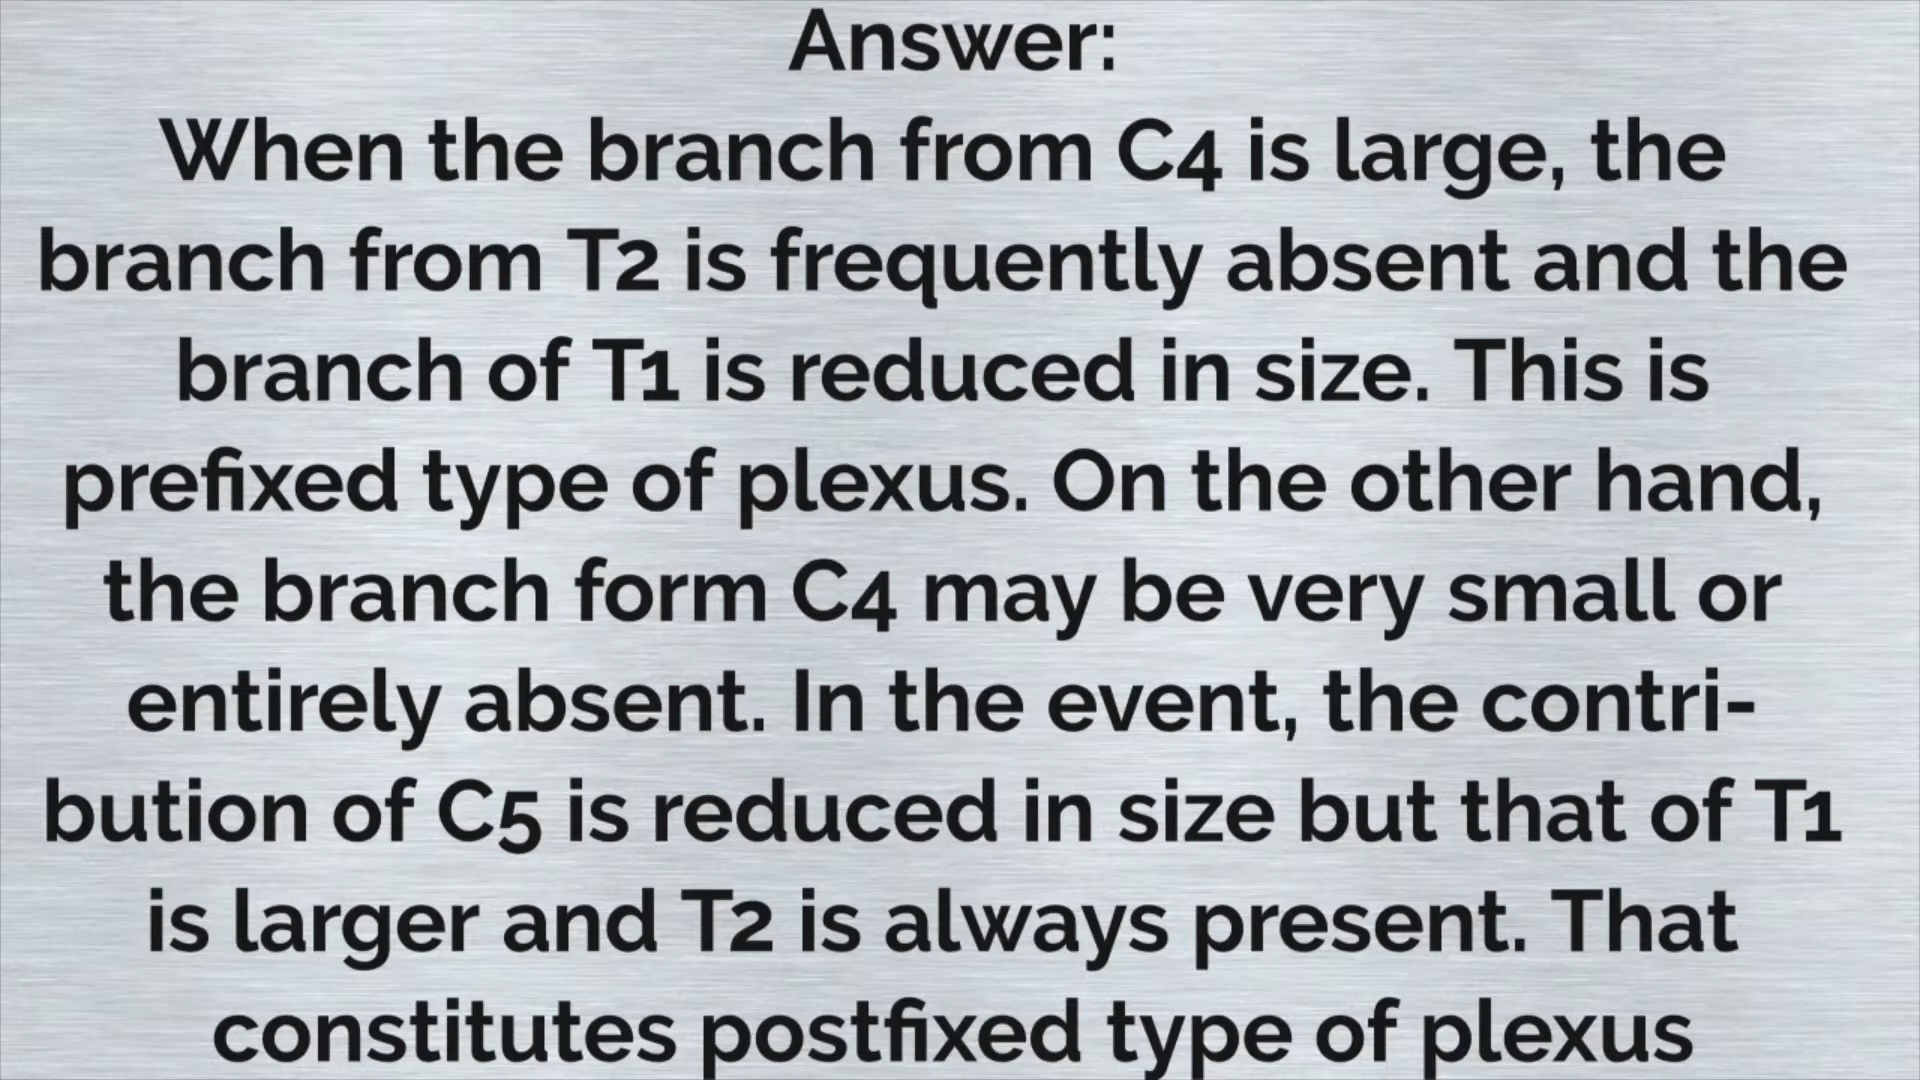 Answer:
When the branch from C4 is large, the
branch from T2 is frequently absent and the
branch of T1 is reduced in size. This is
prefixed type of plexus. On the other hand,
the branch form C4 may be very small or
entirely absent. In the event, the contri-
bution of C5 is reduced in size but that of T1
is larger and T2 is always present. That
constitutes postfixed type of plexus